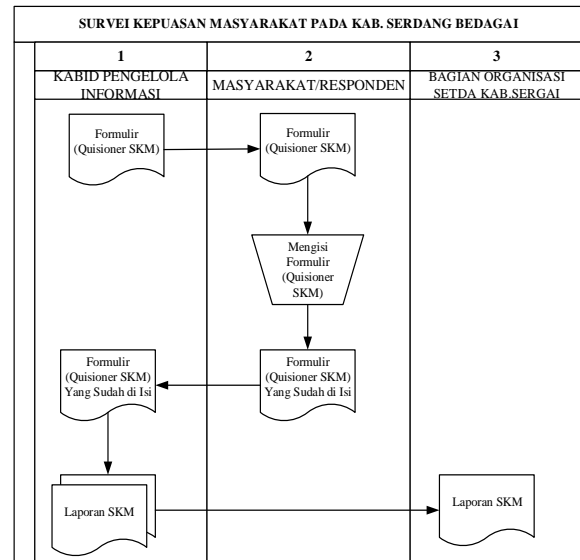 SURVEI KEPUASAN MASYARAKAT PADA KAB. SERDANG BEDAGAI
1
2
3
KABID PENGELOLA
INFORMASI
MASYARAKAT/RESPONDEN
BAGIAN ORGANISASI
SETDA KAB.SERGAI
Formulir
(Quisioner SKM)
Formulir
(Quisioner SKM)
Mengisi
Formulir
(Quisioner
SKM)
Formulir
(Quisioner SKM)
Yang Sudah di Isi
Formulir
(Quisioner SKM)
Yang Sudah di Isi
Laporan SKM
Laporan SKM